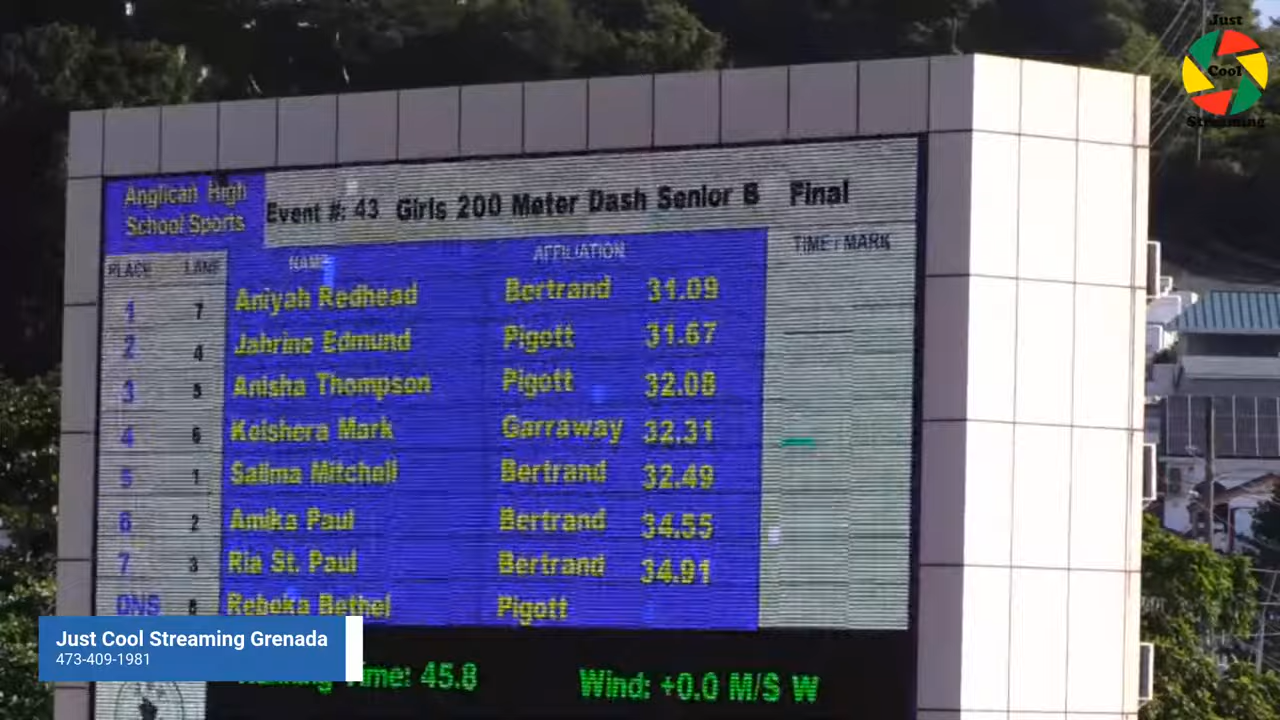 Just
Cool
Streaming
Anglican High
School Sports
Event #: 43 Girls 200 Meter Dash Senior B Final
PLACE LANE NAME AFFILIATION TIME / MARK
1 7 Aniyah Redhead Bertrand 31.09
2 4 Jahrine Edmund Pigott 31.67
3 5 Anisha Thompson Pigott 32.08
4 6 Keishera Mark Garraway 32.31
5 1 Salima Mitchell Bertrand 32.49
6 2 Amika Paul Bertrand 34.55
7 3 Ria St. Paul Bertrand 34.91
DNS 8 Reboka Bethel Pigott
Just Cool Streaming Grenada
473-409-1981
Time: 45.8 Wind: +0.0 M/S W